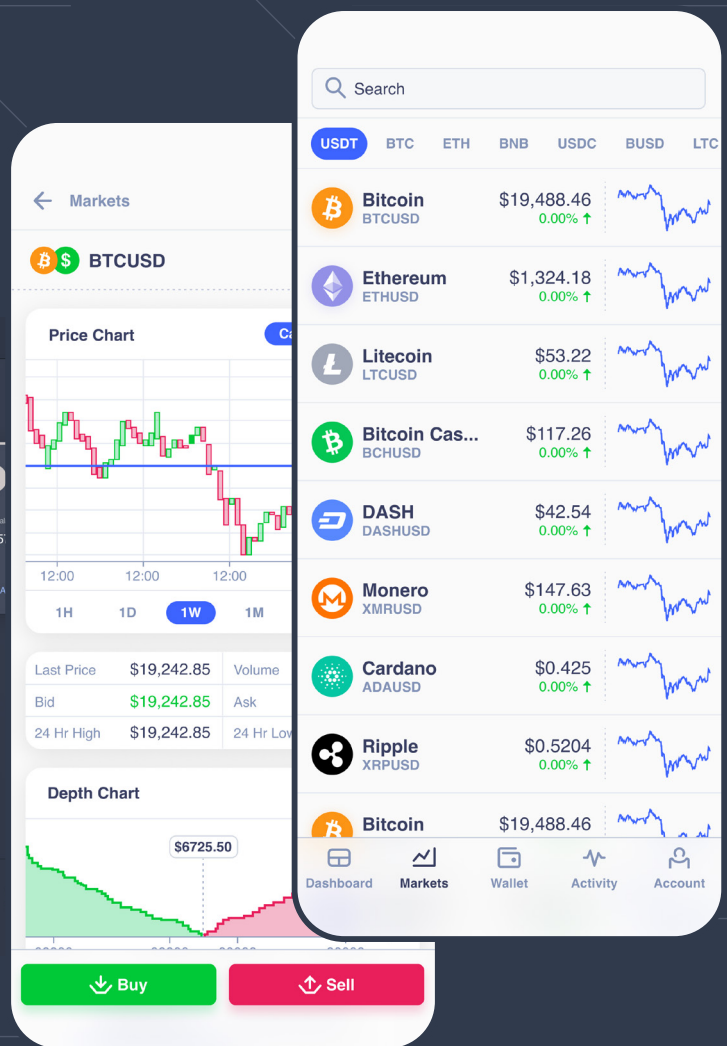 Markets
BTCUSD
Price Chart
12:00 12:00 12:00
1H 1D 1W 1M
Last Price $19,242.85 Volume
Bid $19,242.85 Ask
24 Hr High $19,242.85 24 Hr Low
Depth Chart
$6725.50
Buy Sell
Search
USDT BTC ETH BNB USDC BUSD LTC
Bitcoin $19,488.46
BTCUSD 0.00%
Ethereum $1,324.18
ETHUSD 0.00%
Litecoin $53.22
LTCUSD 0.00%
Bitcoin Cas... $117.26
BCHUSD 0.00%
DASH $42.54
DASHUSD 0.00%
Monero $147.63
XMRUSD 0.00%
Cardano $0.425
ADAUSD 0.00%
Ripple $0.5204
XRPUSD 0.00%
Bitcoin $19,488.46
Dashboard Markets Wallet Activity Account